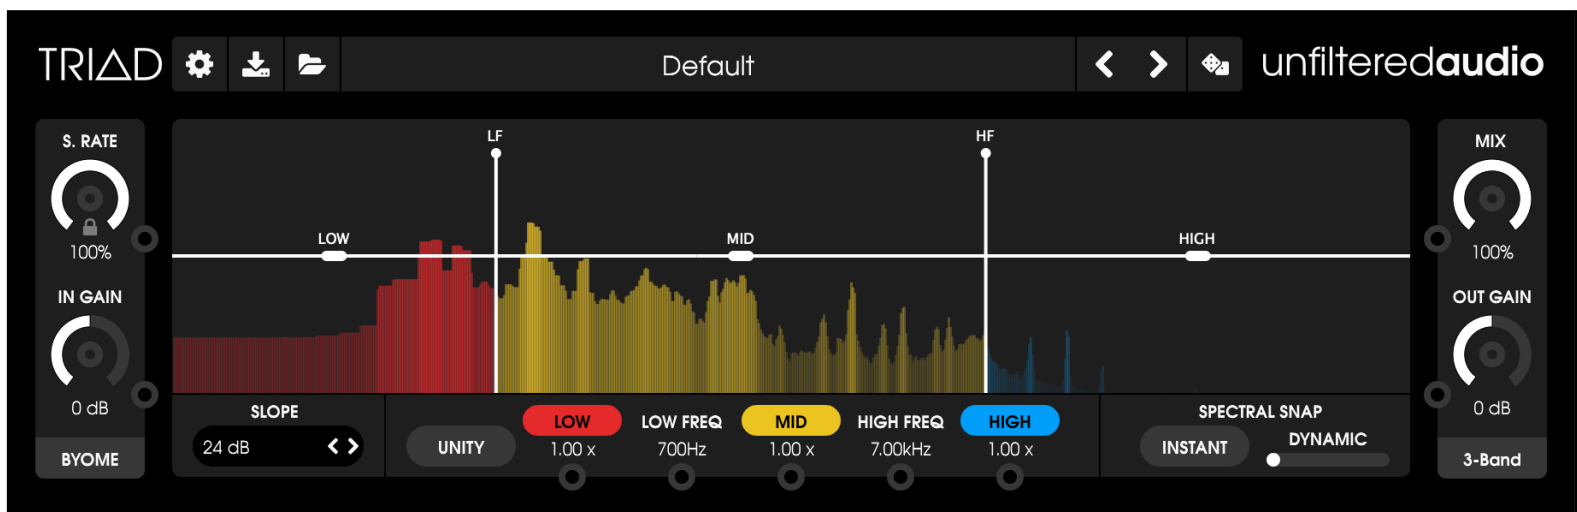 TRIAD
Default
unfilteredaudio
S. RATE
100%
IN GAIN
0 dB
BYOME
LF
HF
LOW
MID
HIGH
SLOPE
24 dB
UNITY
LOW
1.00 x
LOW FREQ
700Hz
MID
1.00 x
HIGH FREQ
7.00kHz
HIGH
1.00 x
SPECTRAL SNAP
INSTANT
DYNAMIC
MIX
100%
OUT GAIN
0 dB
3-Band